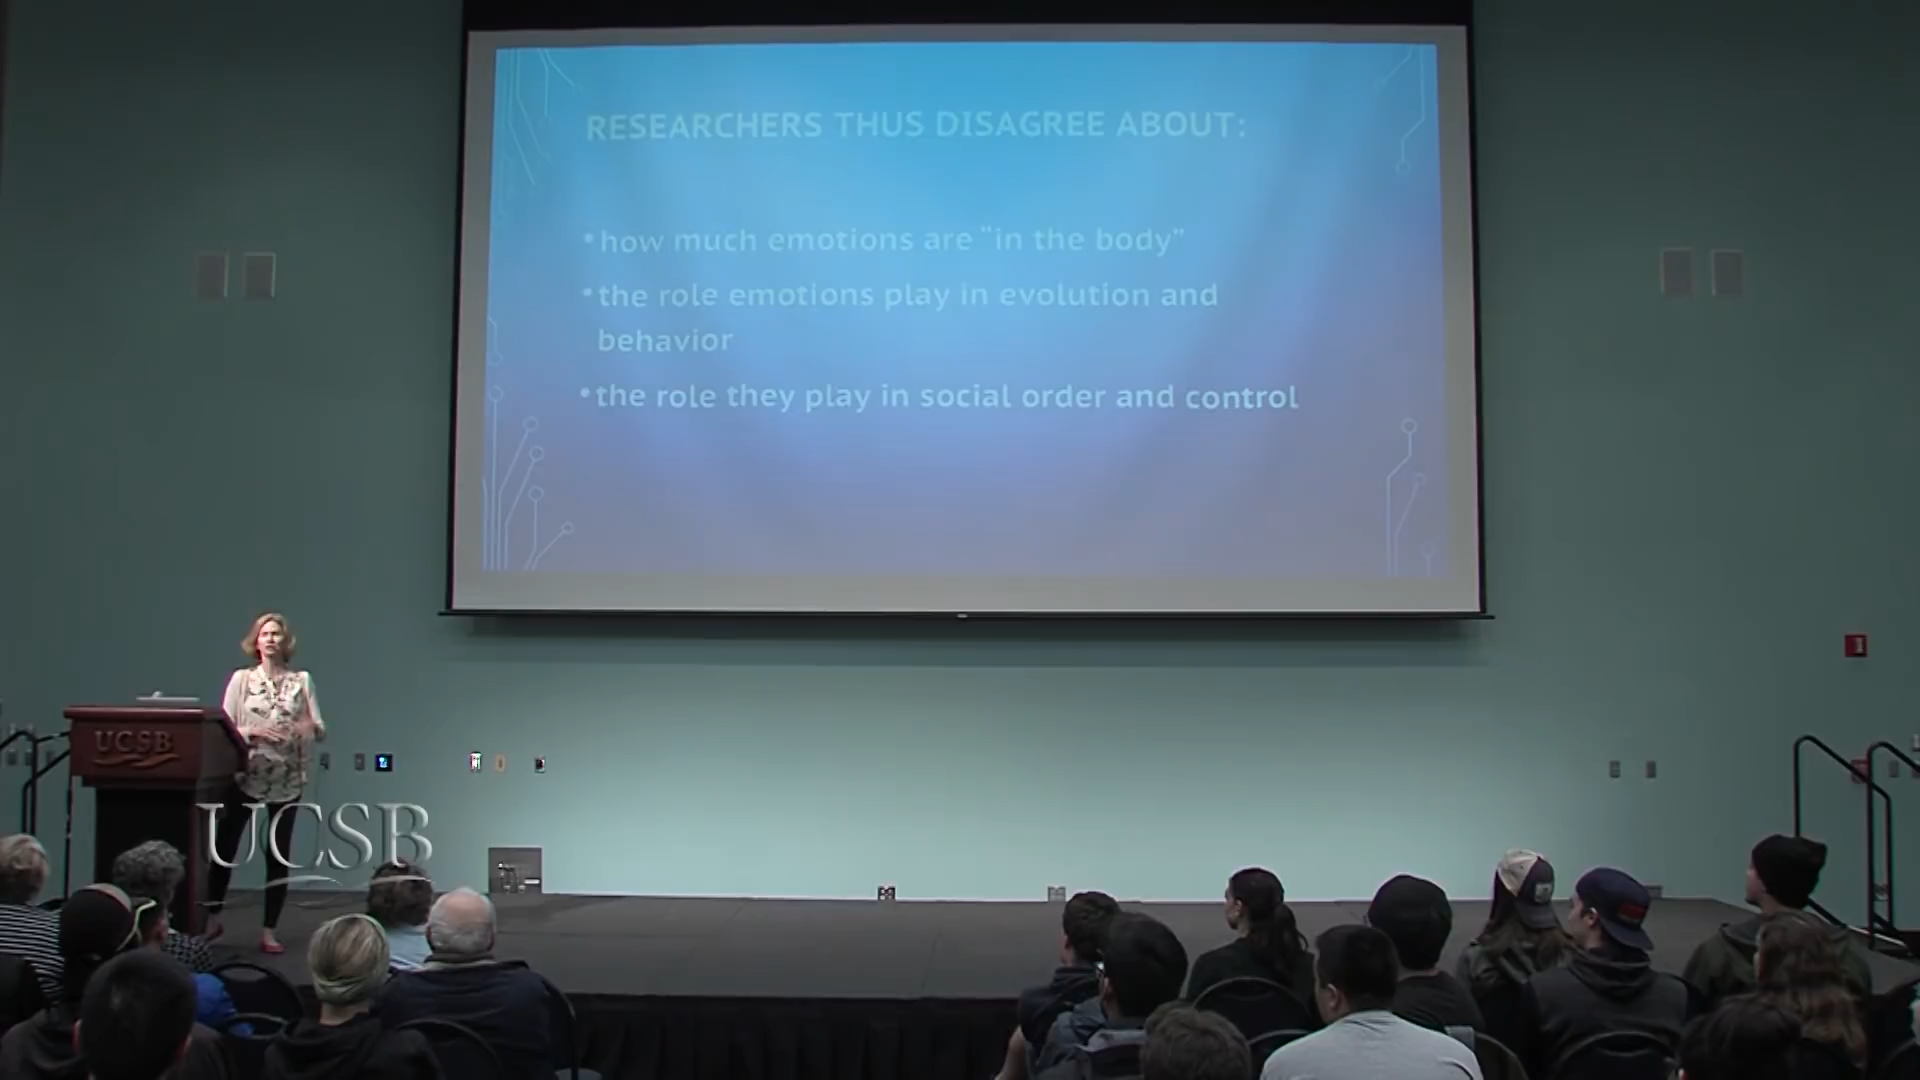 RESEARCHERS THUS DISAGREE ABOUT:
•how much emotions are “in the body”
•the role emotions play in evolution and
behavior
•the role they play in social order and control
UCSB
UCSB